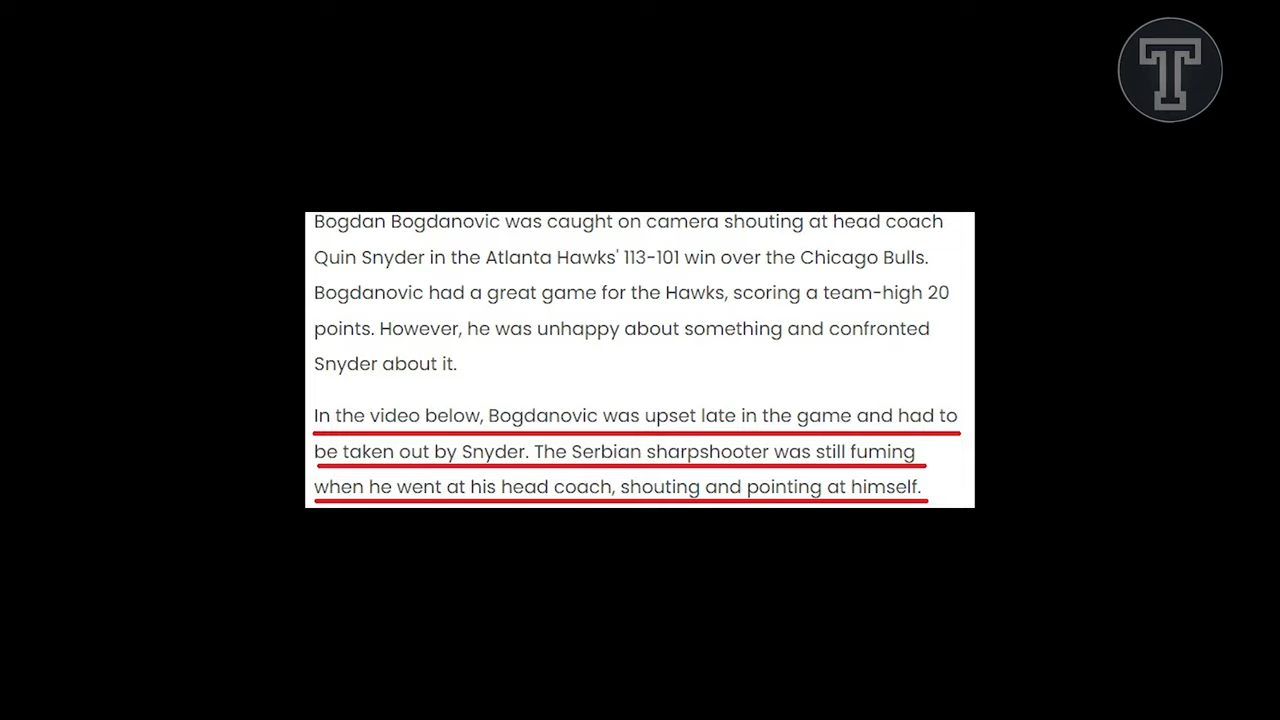 T
Bogdan Bogdanovic was caught on camera shouting at head coach
Quin Snyder in the Atlanta Hawks' 113-101 win over the Chicago Bulls.
Bogdanovic had a great game for the Hawks, scoring a team-high 20
points. However, he was unhappy about something and confronted
Snyder about it.
In the video below, Bogdanovic was upset late in the game and had to
be taken out by Snyder. The Serbian sharpshooter was still fuming
when he went at his head coach, shouting and pointing at himself.